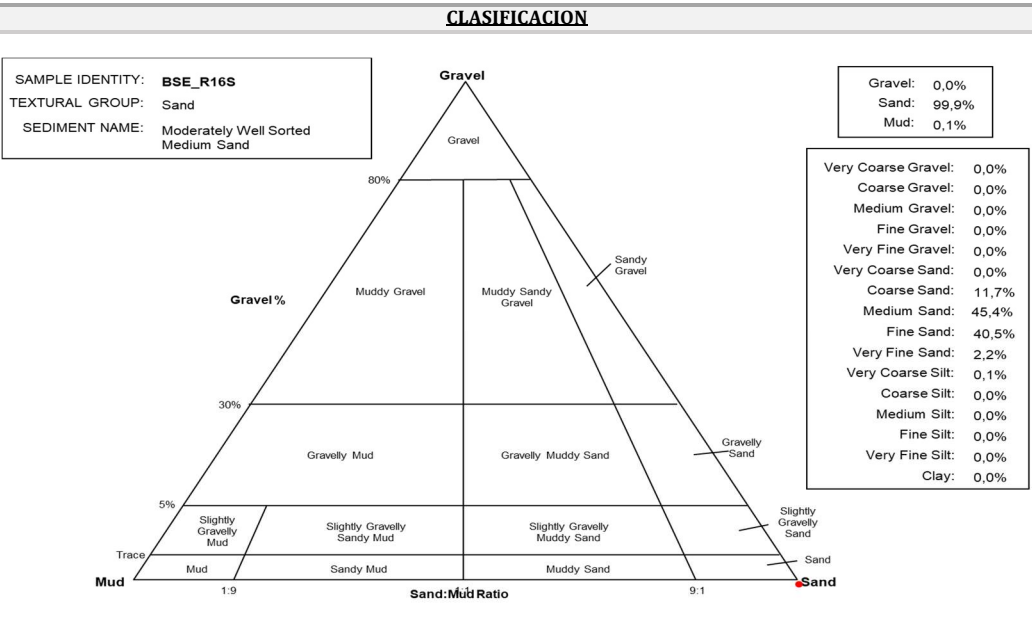 CLASIFICACION
SAMPLE IDENTITY: BSE_R16S
TEXTURAL GROUP: Sand
SEDIMENT NAME: Moderately Well Sorted
Medium Sand
Gravel
Gravel
80%
Sandy
Gravel
Muddy Gravel
Muddy Sandy
Gravel
Gravel %
30%
Gravelly Mud
Gravelly Muddy Sand
Gravelly
Sand
5%
Slightly
Gravelly
Mud
Slightly Gravelly
Sandy Mud
Slightly Gravelly
Muddy Sand
Slightly
Gravelly
Sand
Trace
Mud
Sandy Mud
Muddy Sand
Sand
Mud
Sand
1:9
9:1
Sand:Mud Ratio
Gravel: 0,0%
Sand: 99,9%
Mud: 0,1%
Very Coarse Gravel: 0,0%
Coarse Gravel: 0,0%
Medium Gravel: 0,0%
Fine Gravel: 0,0%
Very Fine Gravel: 0,0%
Very Coarse Sand: 0,0%
Coarse Sand: 11,7%
Medium Sand: 45,4%
Fine Sand: 40,5%
Very Fine Sand: 2,2%
Very Coarse Silt: 0,1%
Coarse Silt: 0,0%
Medium Silt: 0,0%
Fine Silt: 0,0%
Very Fine Silt: 0,0%
Clay: 0,0%